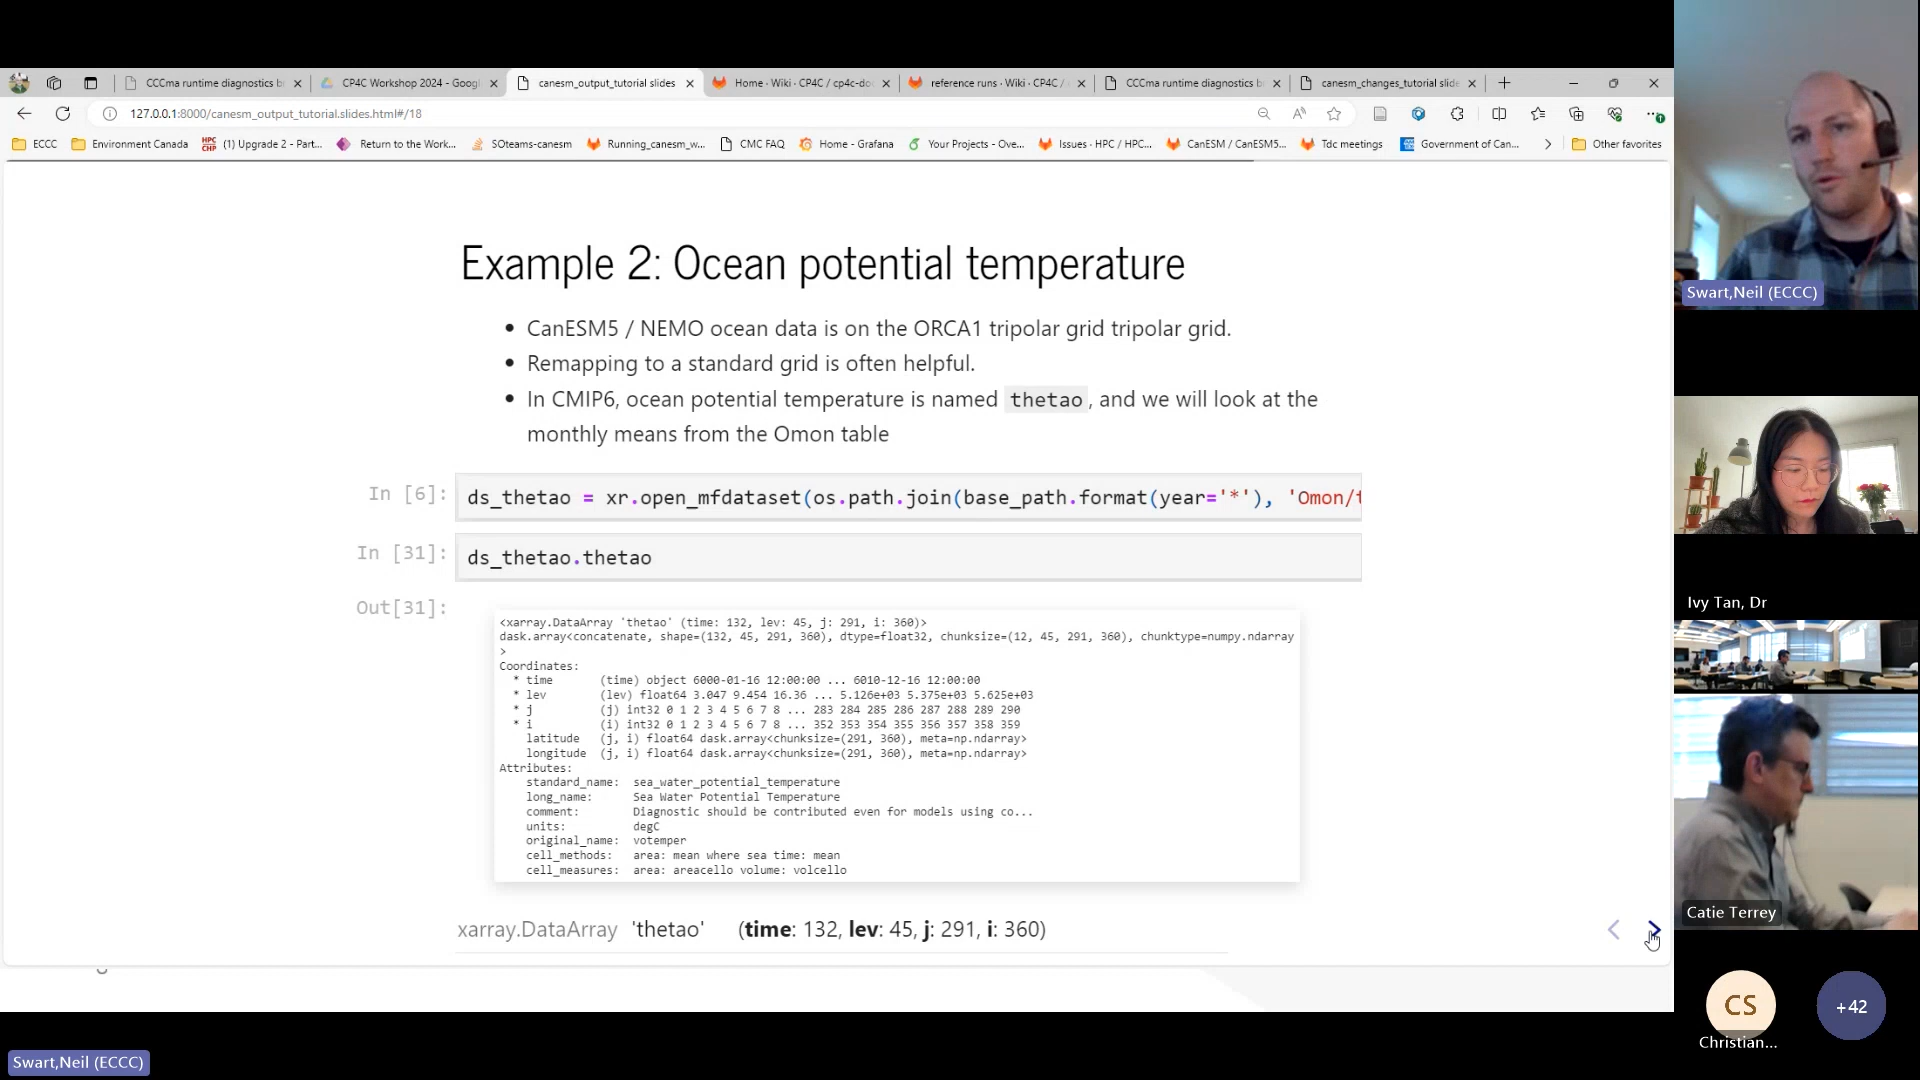 CCCma runtime diagnostics b
CP4C Workshop 2024 - Googl
canesm_output_tutorial slides
Home · Wiki · CP4C / cp4c-doc
reference runs · Wiki · CP4C /
CCCma runtime diagnostics b
canesm_changes_tutorial slide
127.0.0.1:8000/canesm_output_tutorial.slides.html#/18
ECCC
Environment Canada
(1) Upgrade 2 - Part...
Return to the Work...
SOteams-canesm
Running_canesm_w...
CMC FAQ
Home - Grafana
Your Projects - Ove...
Issues · HPC / HPC...
CanESM / CanESM5...
Tdc meetings
Government of Can...
Other favorites
Example 2: Ocean potential temperature
• CanESM5 / NEMO ocean data is on the ORCA1 tripolar grid tripolar grid.
• Remapping to a standard grid is often helpful.
• In CMIP6, ocean potential temperature is named thetao, and we will look at the
monthly means from the Omon table
In [6]: ds_thetao = xr.open_mfdataset(os.path.join(base_path.format(year='*'), 'Omon/t
In [31]: ds_thetao.thetao
Out[31]:
<xarray.DataArray 'thetao' (time: 132, lev: 45, j: 291, i: 360)>
dask.array<concatenate, shape=(132, 45, 291, 360), dtype=float32, chunksize=(12, 45, 291, 360), chunktype=numpy.ndarray
>
Coordinates:
* time (time) object 6000-01-16 12:00:00 ... 6010-12-16 12:00:00
* lev (lev) float64 3.047 9.454 16.36 ... 5.126e+03 5.375e+03 5.625e+03
* j (j) int32 0 1 2 3 4 5 6 7 8 ... 283 284 285 286 287 288 289 290
* i (i) int32 0 1 2 3 4 5 6 7 8 ... 352 353 354 355 356 357 358 359
latitude (j, i) float64 dask.array<chunksize=(291, 360), meta=np.ndarray>
longitude (j, i) float64 dask.array<chunksize=(291, 360), meta=np.ndarray>
Attributes:
standard_name: sea_water_potential_temperature
long_name: Sea Water Potential Temperature
comment: Diagnostic should be contributed even for models using co...
units: degC
original_name: votemper
cell_methods: area: mean where sea time: mean
cell_measures: area: areacello volume: volcello
xarray.DataArray 'thetao' (time: 132, lev: 45, j: 291, i: 360)
Swart,Neil (ECCC)
Ivy Tan, Dr
Catie Terrey
CS
+42
Christian...
Swart,Neil (ECCC)